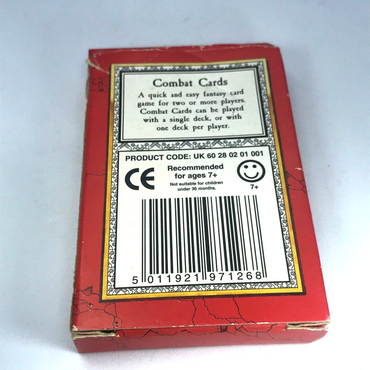 Combat Cards
A quick and easy fantasy card
game for two or more players.
Combat Cards can be played
with a single deck, or with
one deck per player.
PRODUCT CODE: UK 60 28 02 01 001
CE
Recommended
for ages 7+
Not suitable for children
under 36 months.
7+
5 011921 971268